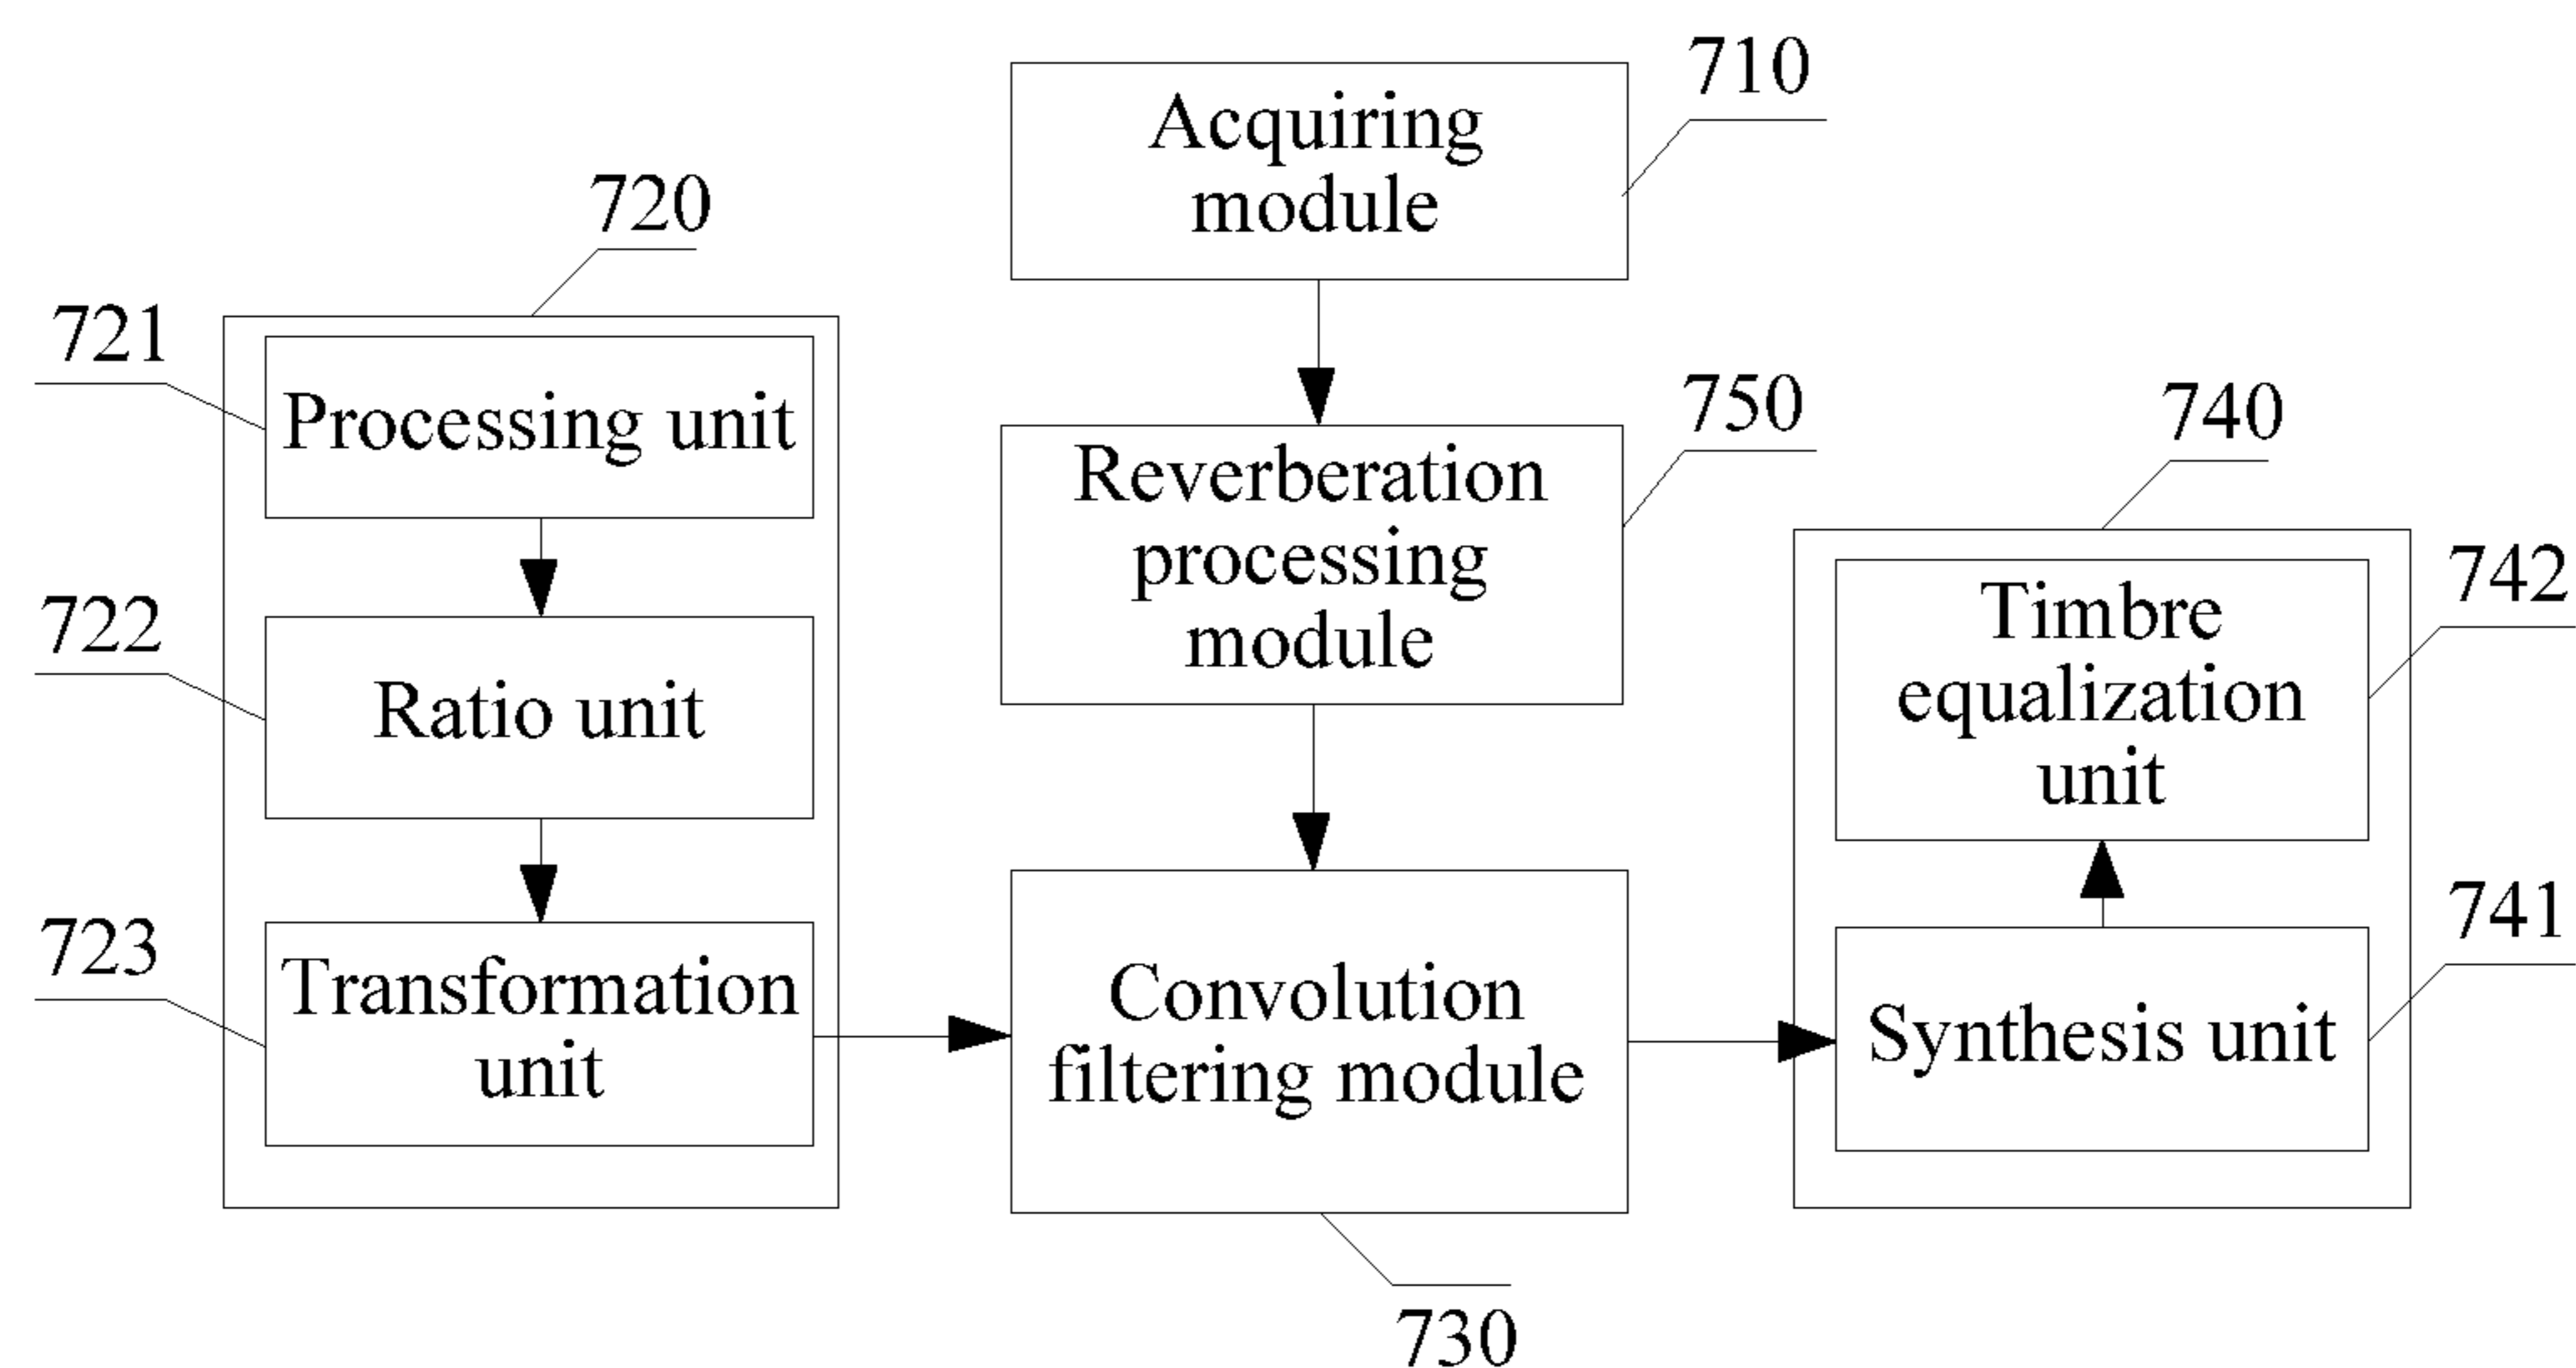 710
Acquiring
module
720
721
Processing unit
722
Ratio unit
723
Transformation
unit
750
Reverberation
processing
module
Convolution
filtering module
730
740
742
Timbre
equalization
unit
741
Synthesis unit